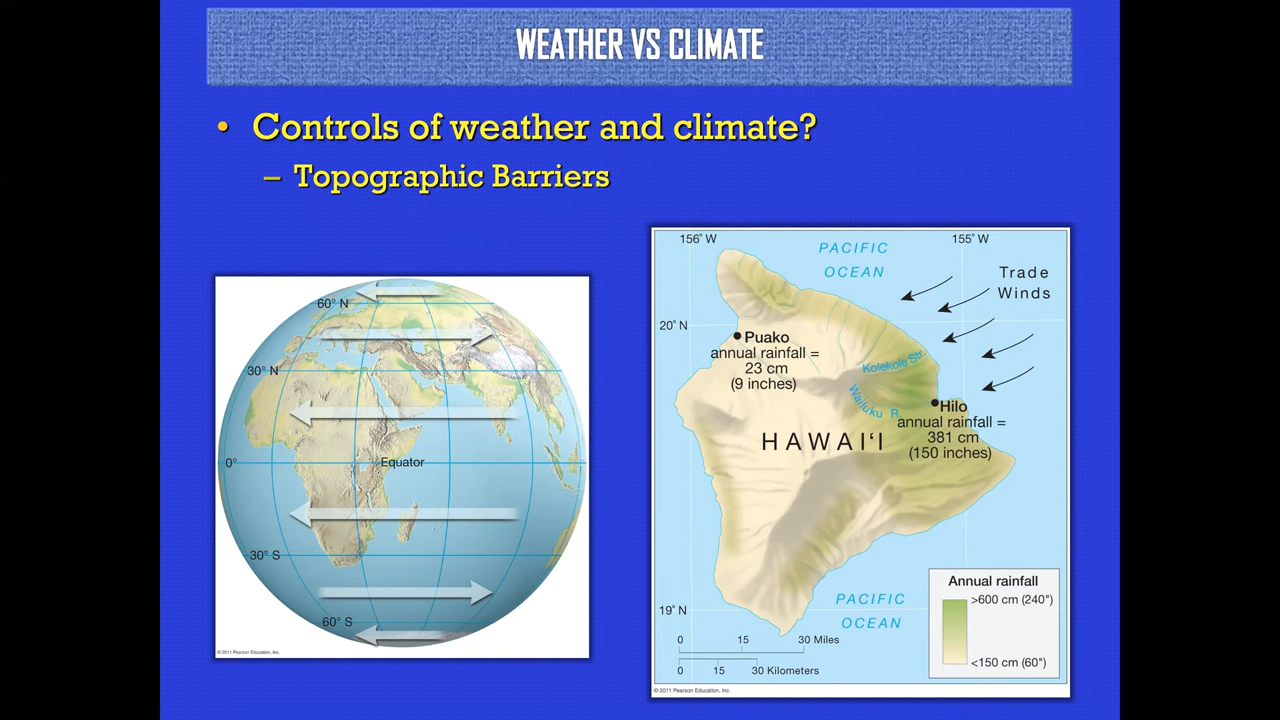 WEATHER VS CLIMATE
• Controls of weather and climate?
– Topographic Barriers
60° N
30° N
0°
Equator
30° S
60° S
© 2011 Pearson Education, Inc.
156° W
155° W
PACIFIC
OCEAN
Trade
Winds
20° N
Puako
annual rainfall =
23 cm
(9 inches)
Kolekole Str.
Wailuku R.
Hilo
annual rainfall =
381 cm
(150 inches)
HAWAI‘I
PACIFIC
OCEAN
19° N
0 15 30 Miles
0 15 30 Kilometers
Annual rainfall
>600 cm (240")
<150 cm (60")
© 2011 Pearson Education, Inc.